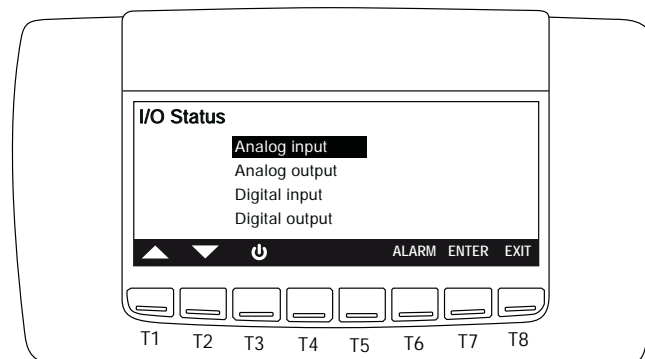 I/O Status
Analog input
Analog output
Digital input
Digital output
ALARM ENTER EXIT
T1 T2 T3 T4 T5 T6 T7 T8